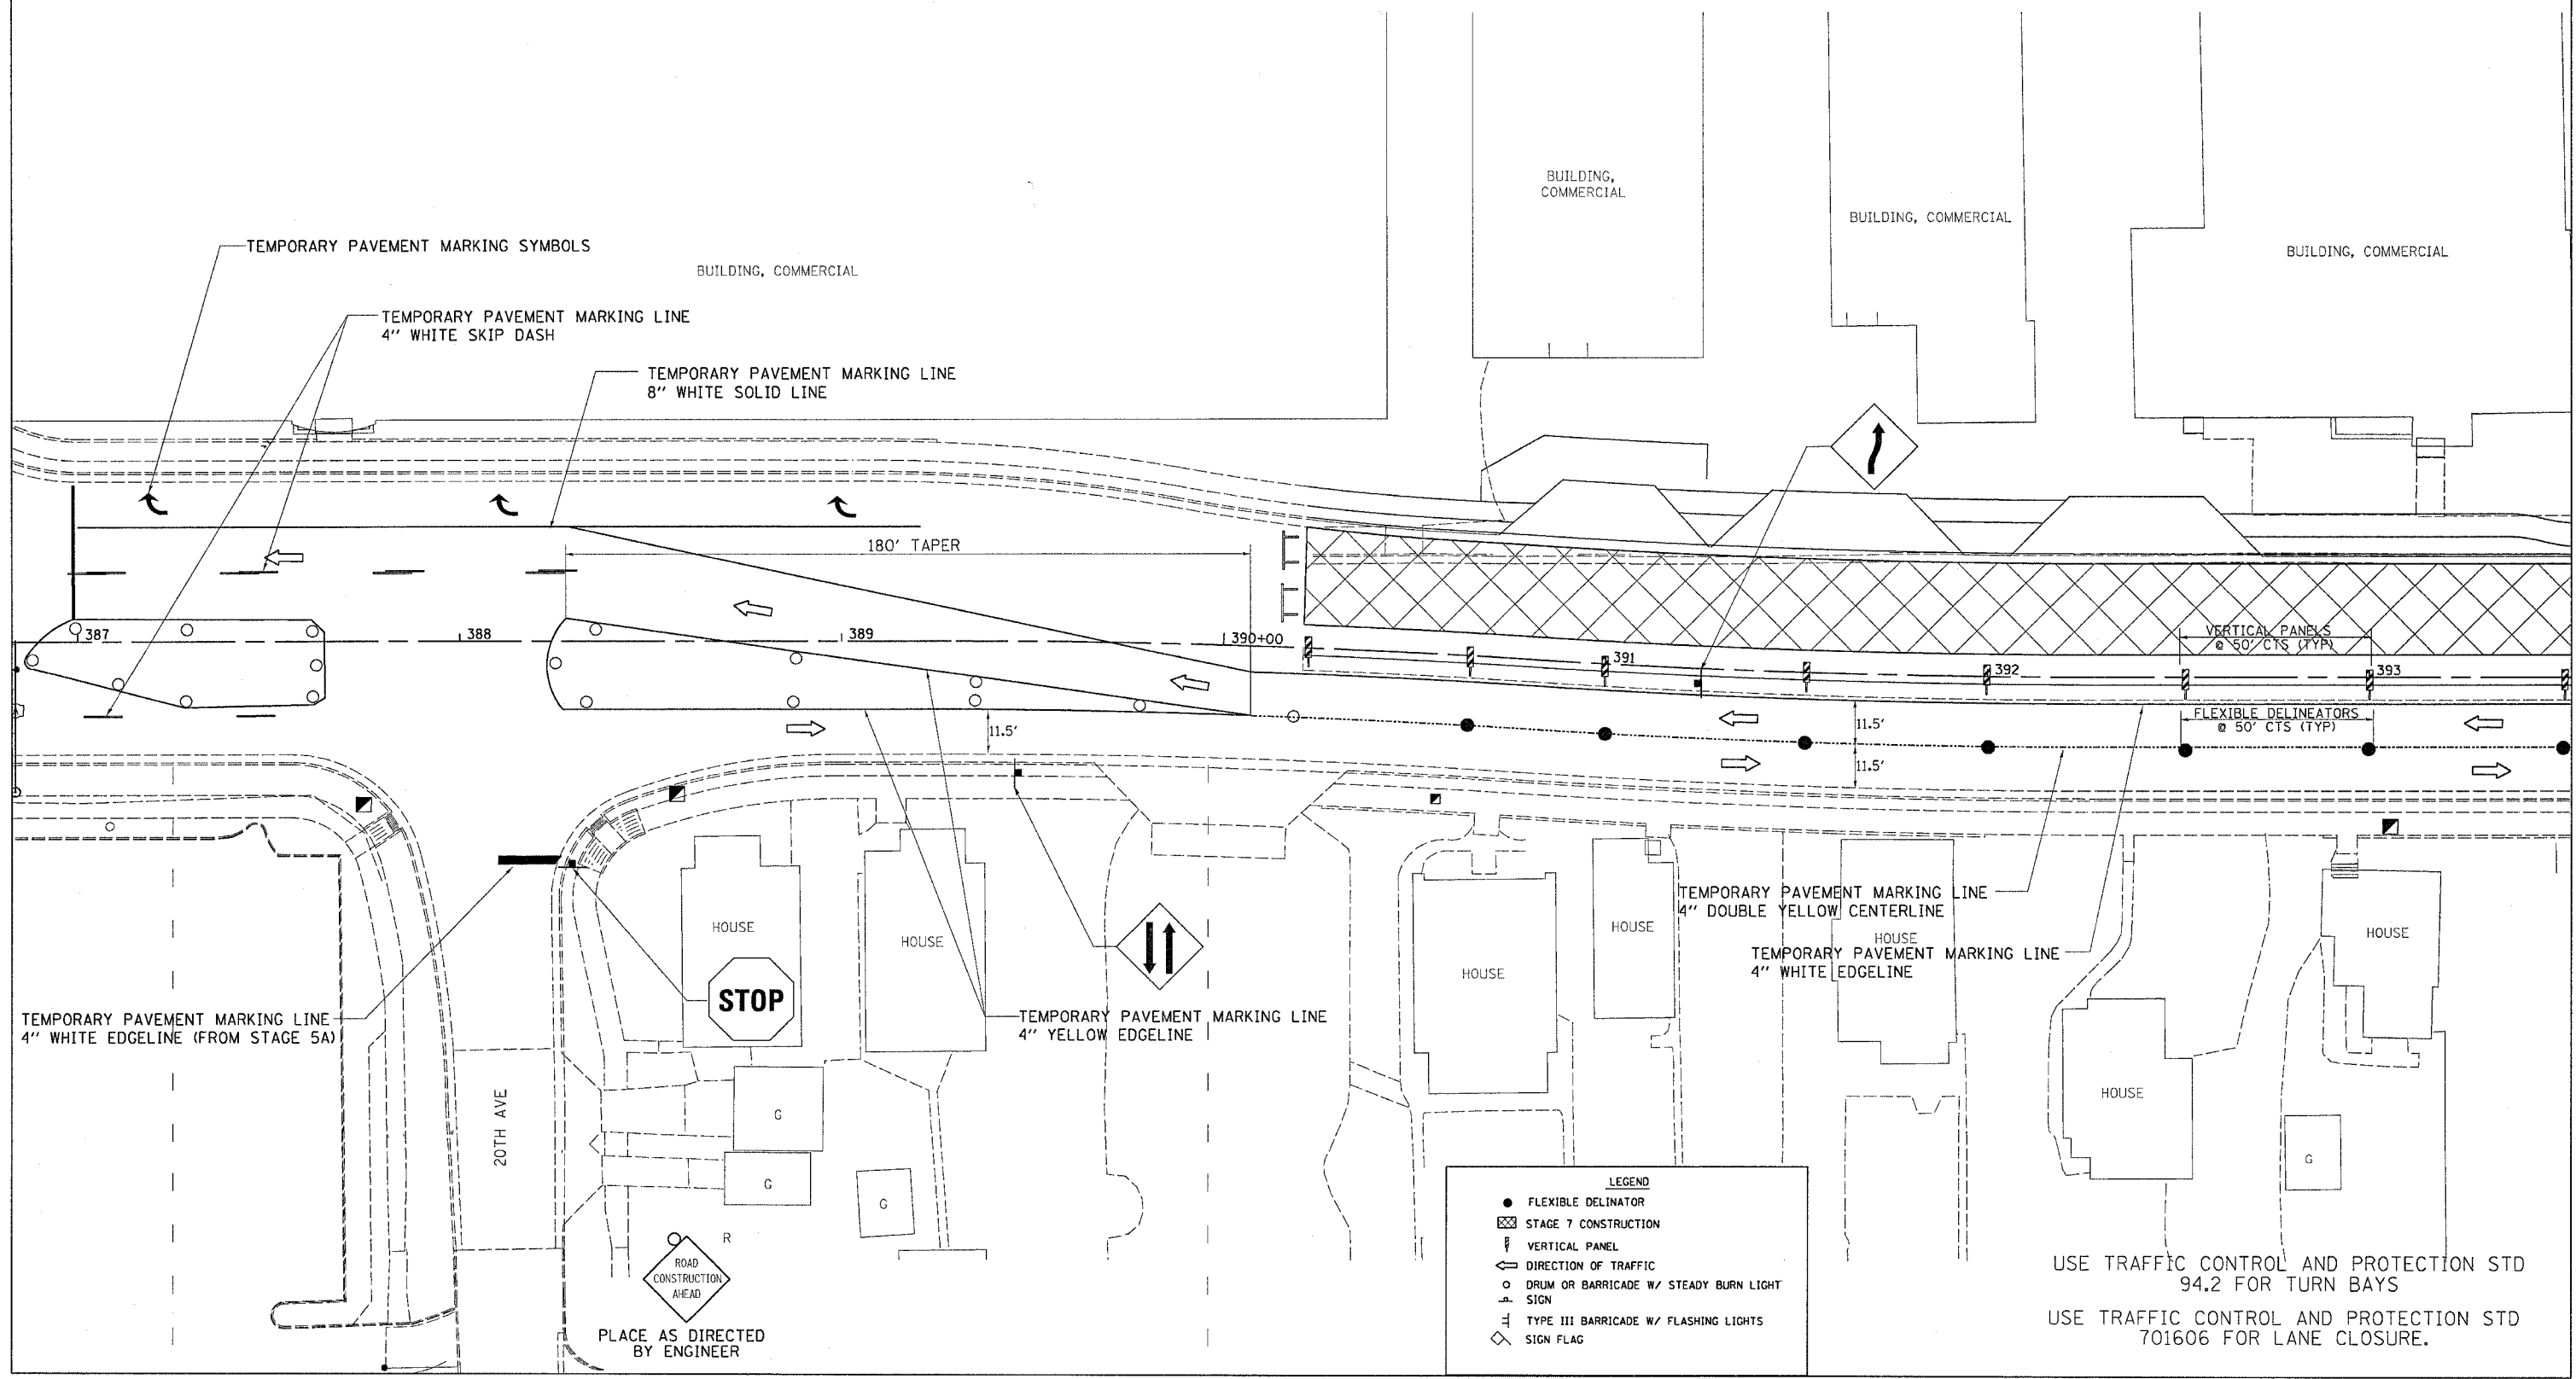 BUILDING,
COMMERCIAL
BUILDING, COMMERCIAL
BUILDING, COMMERCIAL
TEMPORARY PAVEMENT MARKING SYMBOLS
BUILDING, COMMERCIAL
TEMPORARY PAVEMENT MARKING LINE
4'' WHITE SKIP DASH
TEMPORARY PAVEMENT MARKING LINE
8'' WHITE SOLID LINE
180' TAPER
387
388
389
390+00
391
392
393
VERTICAL PANELS
@ 50' CTS (TYP)
FLEXIBLE DELINEATORS
@ 50' CTS (TYP)
11.5'
11.5'
11.5'
TEMPORARY PAVEMENT MARKING LINE
4'' DOUBLE YELLOW CENTERLINE
TEMPORARY PAVEMENT MARKING LINE
4'' WHITE EDGELINE
HOUSE
HOUSE
HOUSE
HOUSE
HOUSE
HOUSE
HOUSE
STOP
TEMPORARY PAVEMENT MARKING LINE
4'' WHITE EDGELINE (FROM STAGE 5A)
TEMPORARY PAVEMENT MARKING LINE
4'' YELLOW EDGELINE
20TH AVE
G
G
G
G
R
ROAD
CONSTRUCTION
AHEAD
PLACE AS DIRECTED
BY ENGINEER
LEGEND
FLEXIBLE DELINATOR
STAGE 7 CONSTRUCTION
VERTICAL PANEL
DIRECTION OF TRAFFIC
DRUM OR BARRICADE W/ STEADY BURN LIGHT
SIGN
TYPE III BARRICADE W/ FLASHING LIGHTS
SIGN FLAG
USE TRAFFIC CONTROL AND PROTECTION STD
94.2 FOR TURN BAYS
USE TRAFFIC CONTROL AND PROTECTION STD
701606 FOR LANE CLOSURE.